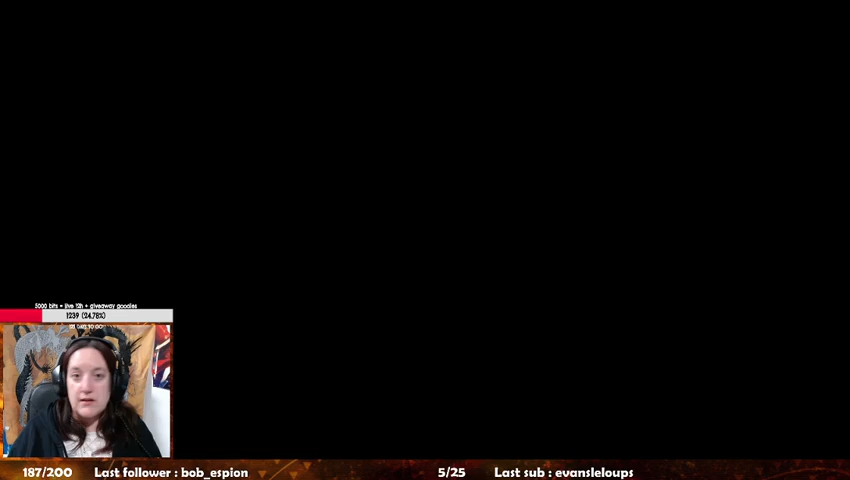 5000 bits = live 12h + giveaway goodies
1239 (24.78%)
187/200 Last follower : bob_espion 5/25 Last sub : evansleloups